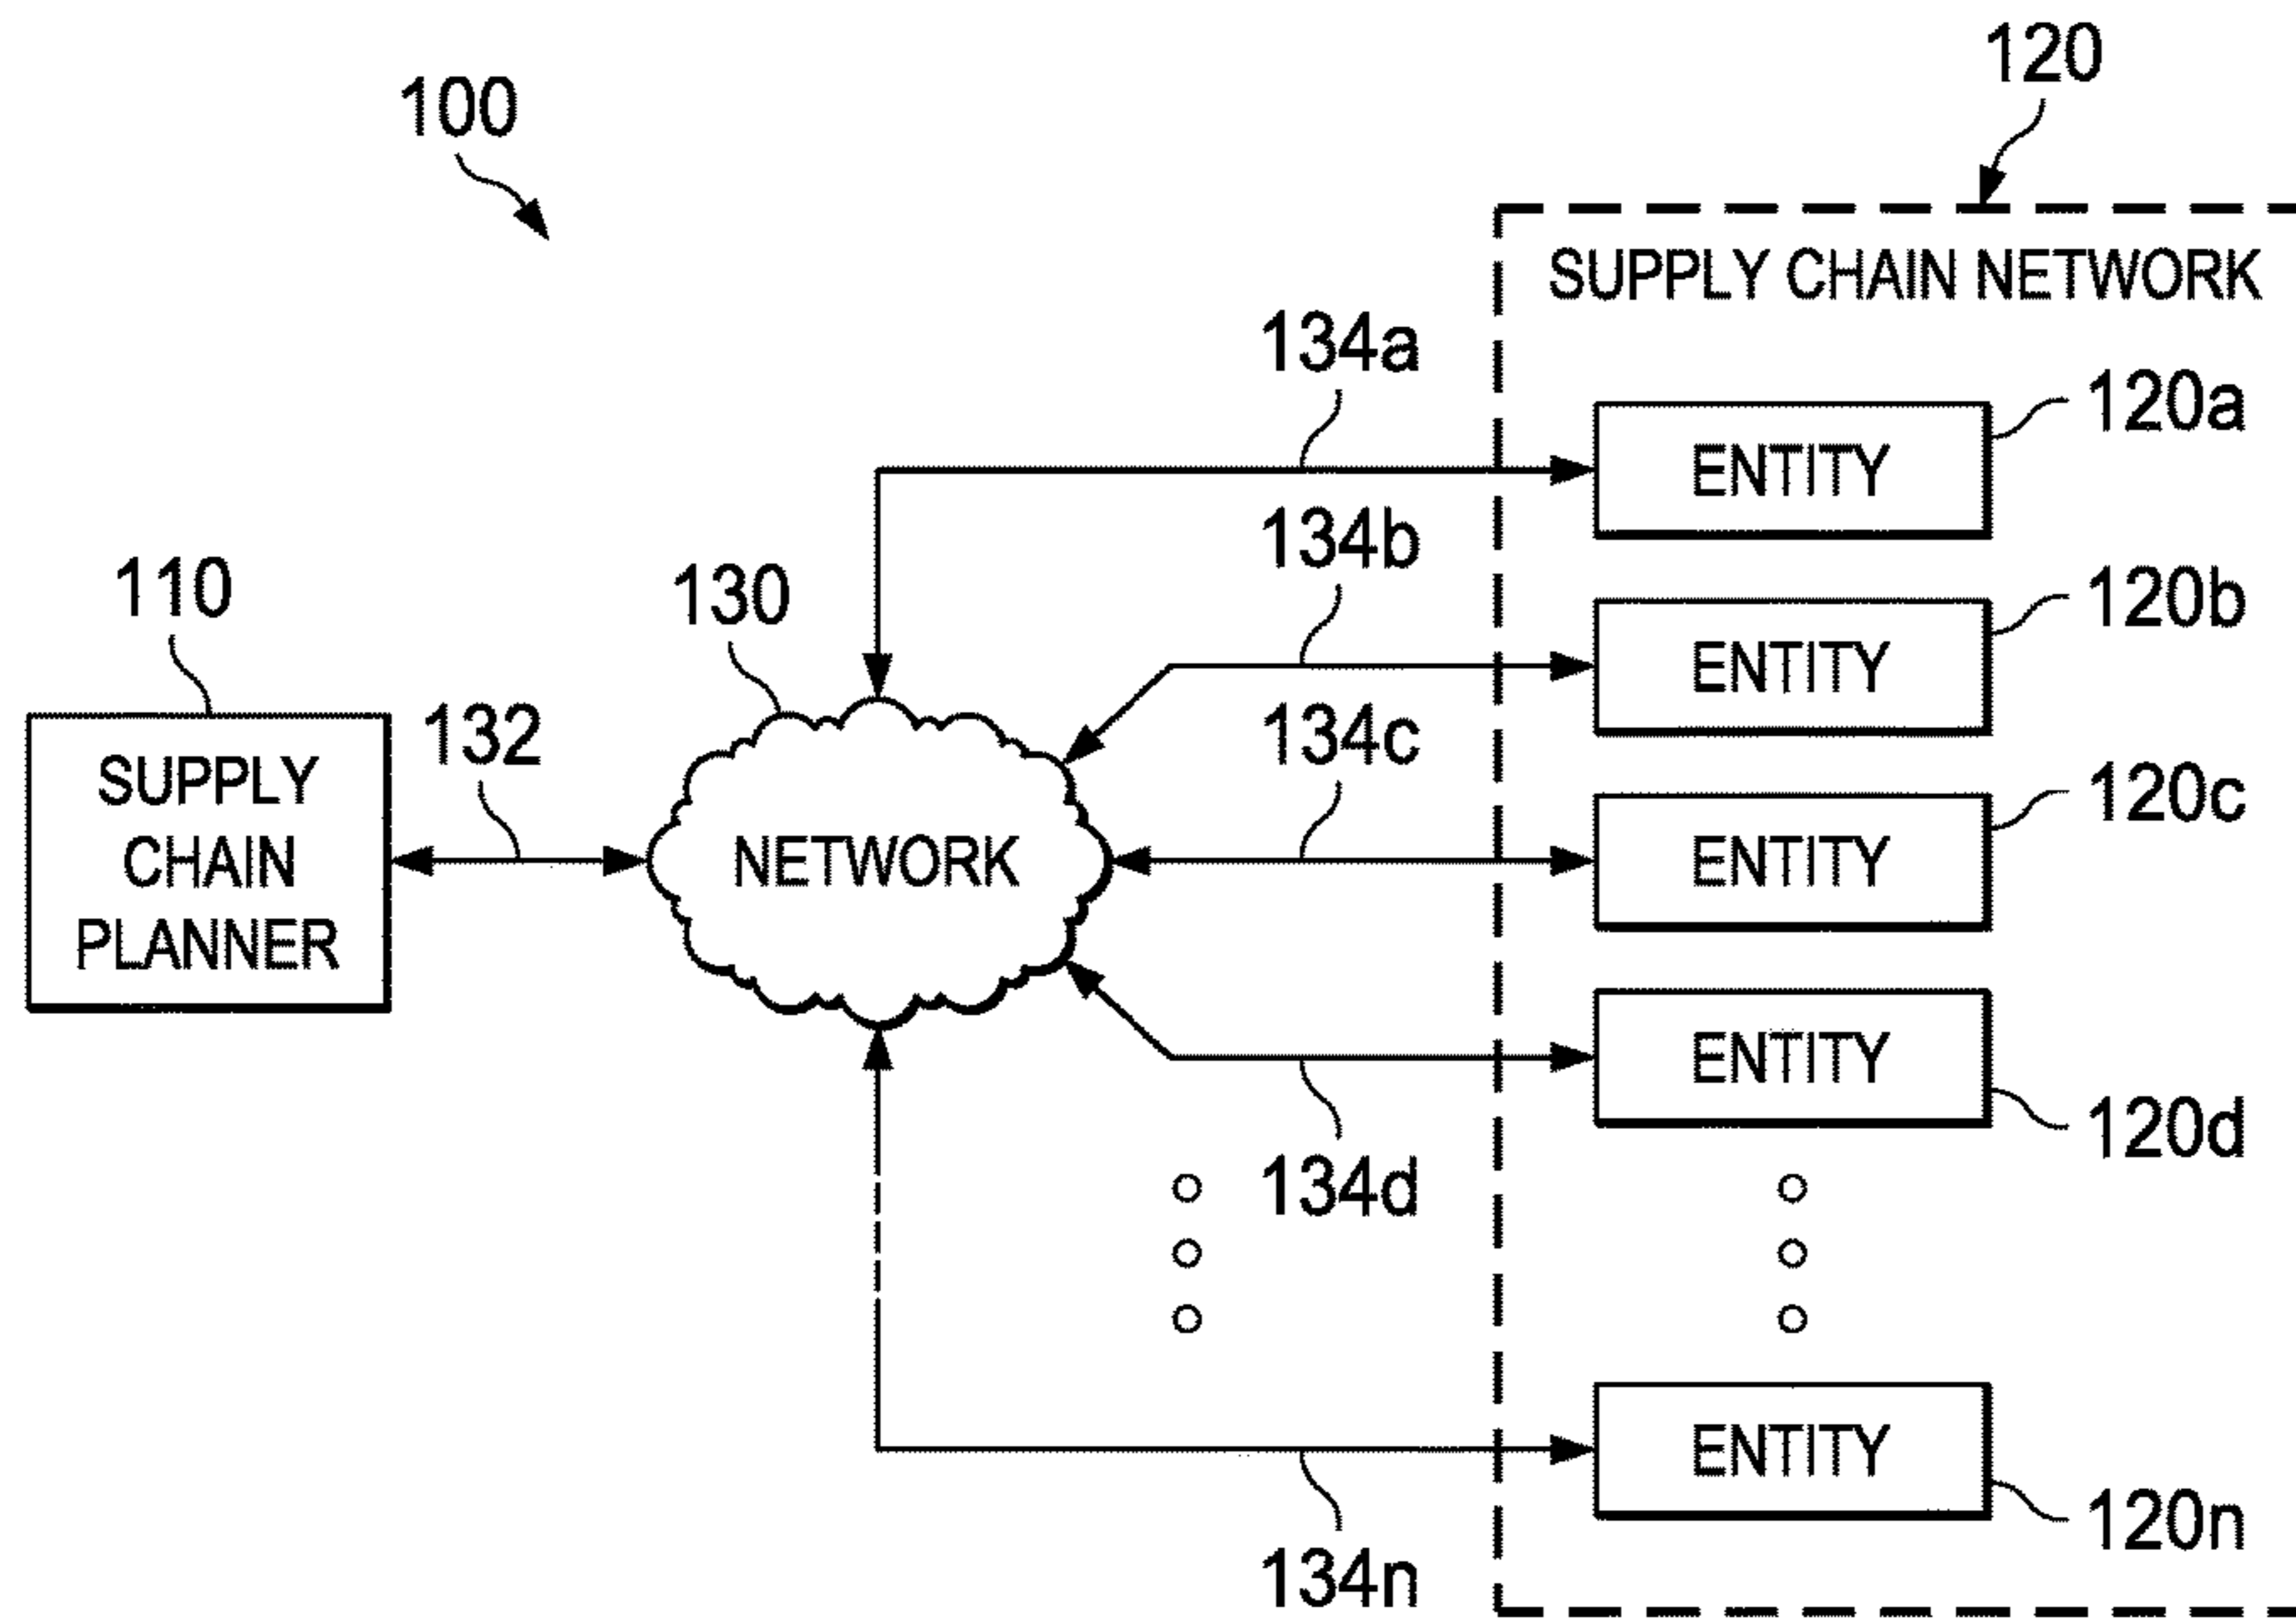 120
100
SUPPLY CHAIN NETWORK
134a
120a
ENTITY
134b
120b
ENTITY
110
130
132
134c
120c
SUPPLY
CHAIN
PLANNER
NETWORK
ENTITY
ENTITY
120d
134d
ENTITY
120n
134n